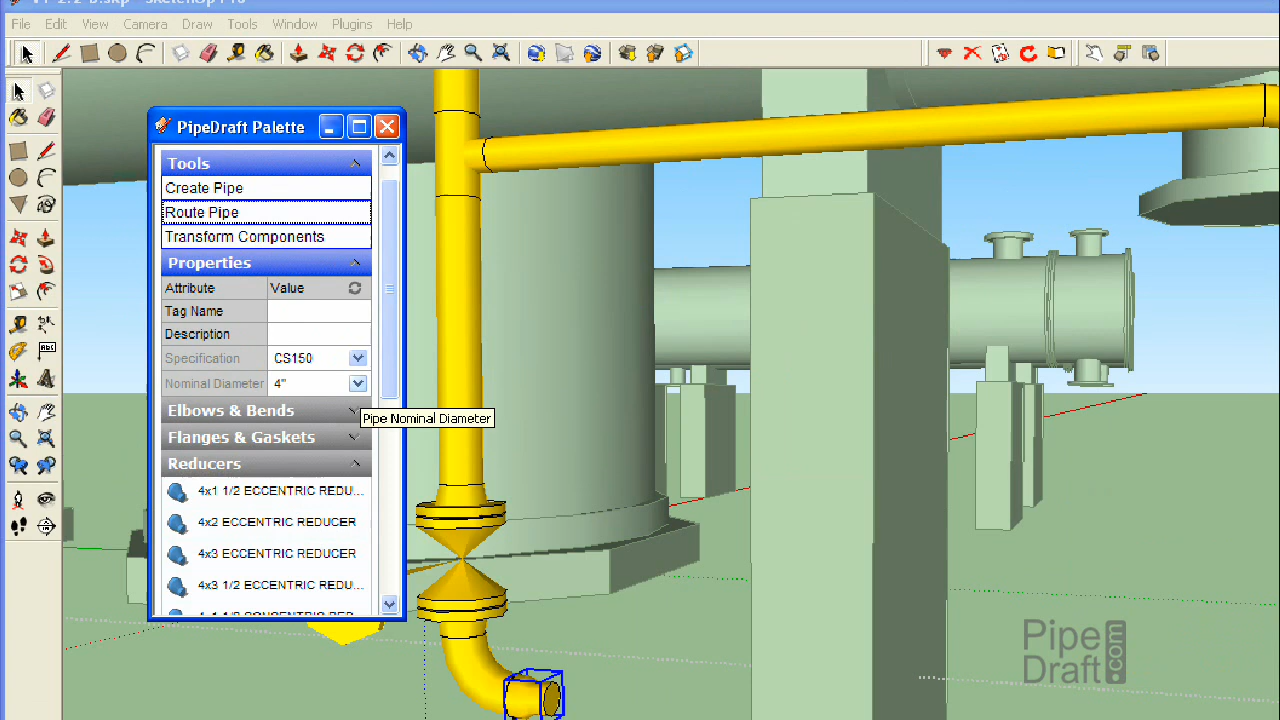 File Edit View Camera Draw Tools Window Plugins Help
PipeDraft Palette
Tools
Create Pipe
Route Pipe
Transform Components
Properties
Attribute Value
Tag Name
Description
Specification CS150
Nominal Diameter 4"
Elbows & Bends
Pipe Nominal Diameter
Flanges & Gaskets
Reducers
4x1 1/2 ECCENTRIC REDU...
4x2 ECCENTRIC REDUCER
4x3 ECCENTRIC REDUCER
4x3 1/2 ECCENTRIC REDU...
Pipe
Draft
.com